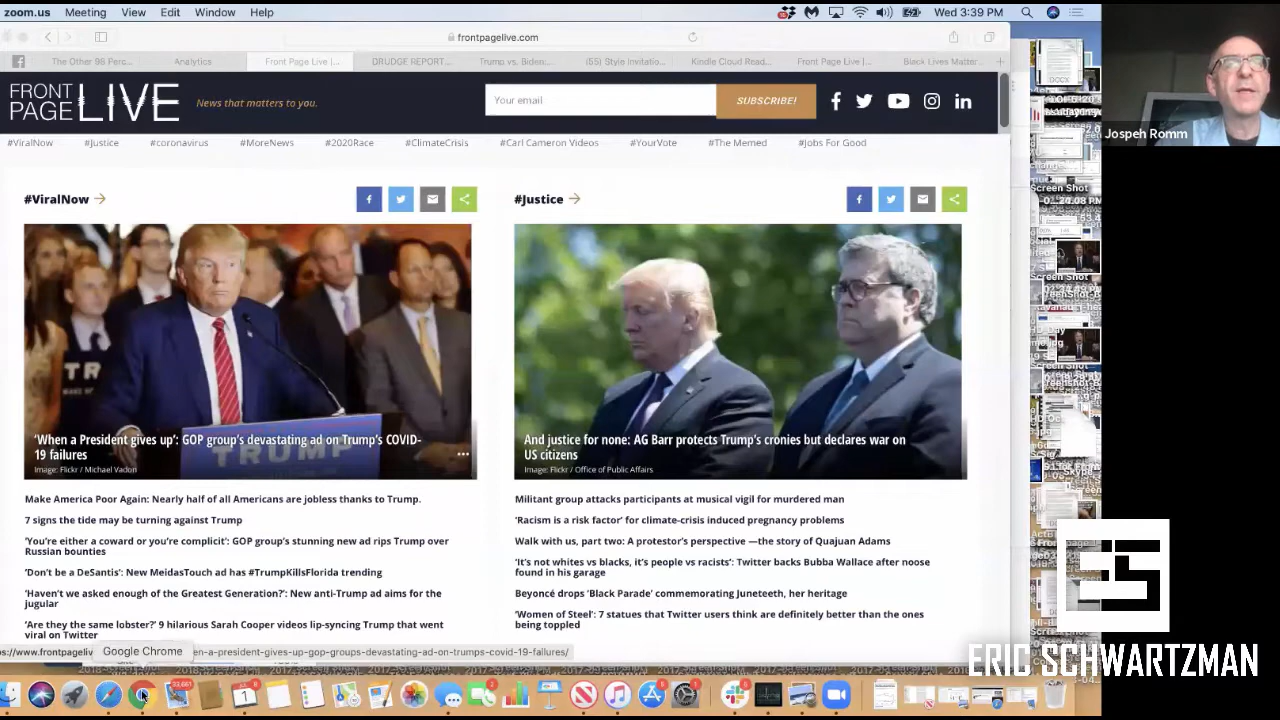 zoom.us Meeting View Edit Window Help
Wed 3:39 PM
frontpagelive.com
The Other 98 Perc...
Analytics
Front Page Live |...
Trump vs. Biden...
Kindle Cloud Read...
Black Lives Matter...
FRONT PAGE LIVE
News that matters to you.
Your email
SUBSCRIBE!
#ViralNow #Justice #coronavirus #MoreNews #2020Race #ClimateCrisis #Carl Cameron Videos #YourVote #The Memed #Jobs For Good
#ViralNow
'When a President gives up': GOP group's devastating ad on Trump's COVID-
19 failures
Image: Flickr / Michael Vadon
Make America Poor Again: Nearly half of all Americans are jobless thanks to Trump.
7 signs the tide may be turning against Trump
'You're either a coward or you're complicit': GOP group's stunning new ad rips Trump over
Russian bounties
'Don't be a DeSantis': New MeidasTouch ad has #TrumpKillsFlorida trending
'Haven't we asked enough of the Greatest Generation?': New anti-Trump ad goes for the
jugular
'Are they the same lobster?' 9 hilarious Sarah Cooper videos lip-syncing Trump that went
viral on Twitter
#Justice
And justice for none: AG Barr protects Trump's cronies but declares war on
US citizens
Image: Flickr / Office of Public Affairs
Militant group attacks participants at musical vigil for murdered man
'Racism is a risk factor' for climate-crisis induced pregnancy problems
Walk with us, part two: A protestor's perspective —the story of Quajuan Adams
'It's not whites vs blacks, it's people vs racists': Twitter backs Bubba Wallace after noose
found in his garage
Beyoncé drops 'Black Parade' commemorating Juneteeth, her heritage
'Women of Steel': 7 statues that Twitter users think are definitely better than the ones
being toppled
Google Chrome
Jospeh Romm
Screen Shot
Screen Shot
Screen Shot
ES
ERIC SCHWARTZMAN